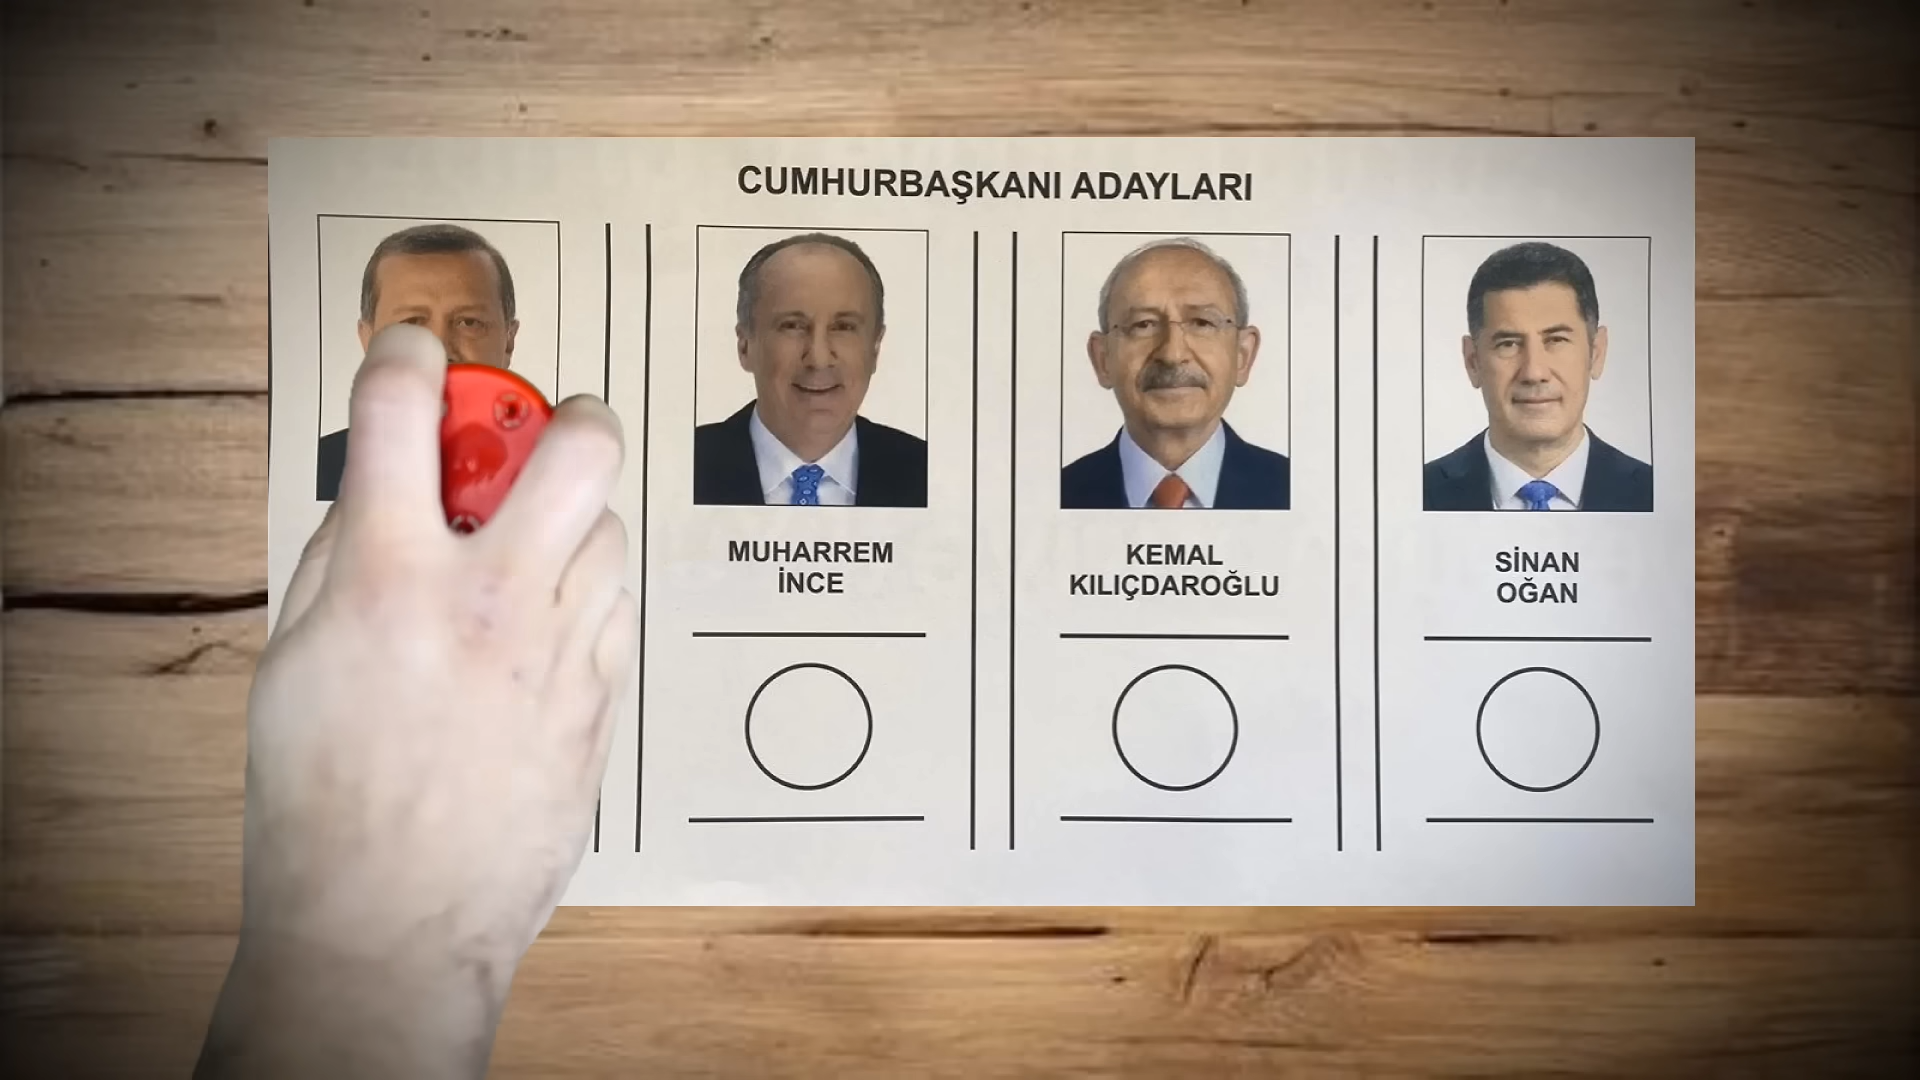 CUMHURBAŞKANI ADAYLARI
MUHARREM
İNCE
KEMAL
KILIÇDAROĞLU
SİNAN
OĞAN